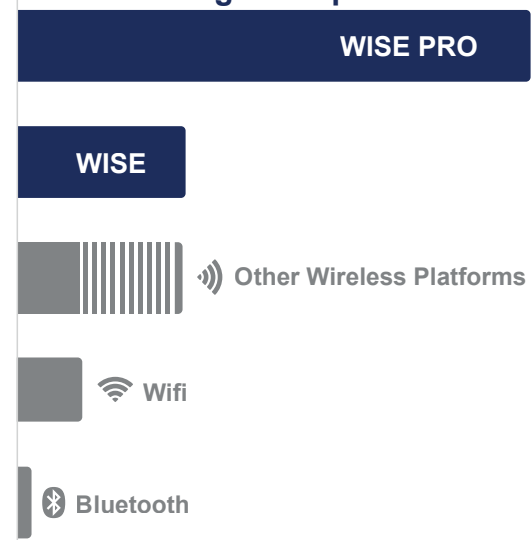 WISE PRO
WISE
Other Wireless Platforms
Wifi
Bluetooth